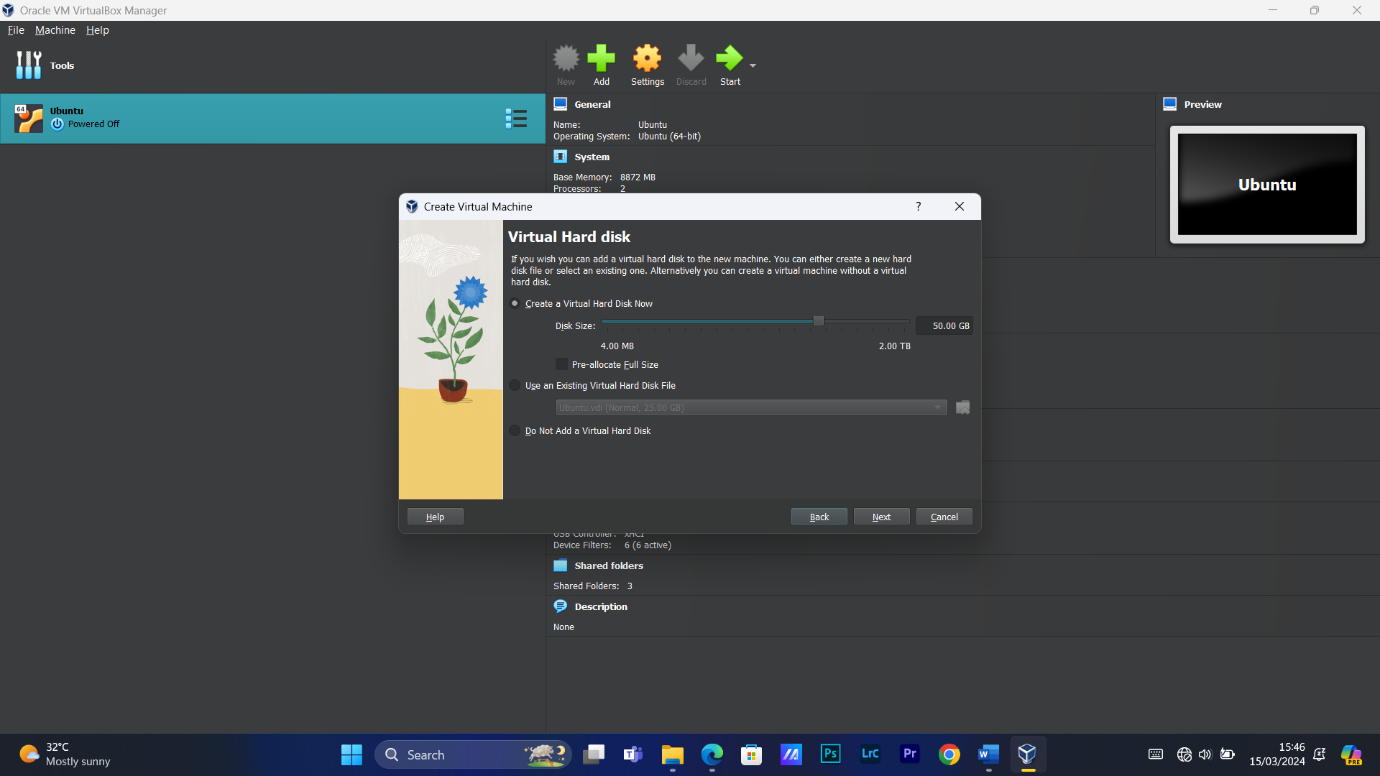 Oracle VM VirtualBox Manager
File Machine Help
Tools
New Add Settings Discard Start
64
Ubuntu
Powered Off
General
Name: Ubuntu
Operating System: Ubuntu (64-bit)
System
Base Memory: 8872 MB
Processors: 2
Preview
Ubuntu
Create Virtual Machine
?
Virtual Hard disk
If you wish you can add a virtual hard disk to the new machine. You can either create a new hard
disk file or select an existing one. Alternatively you can create a virtual machine without a virtual
hard disk.
Create a Virtual Hard Disk Now
Disk Size: 50.00 GB
4.00 MB 2.00 TB
Pre-allocate Full Size
Use an Existing Virtual Hard Disk File
Ubuntu.vdi (Normal, 25.00 GB)
Do Not Add a Virtual Hard Disk
Help Back Next Cancel
USB Controller: xHCI
Device Filters: 6 (6 active)
Shared folders
Shared Folders: 3
Description
None
32°C
Mostly sunny
Search
Ps LrC Pr
15:46
15/03/2024
PRE